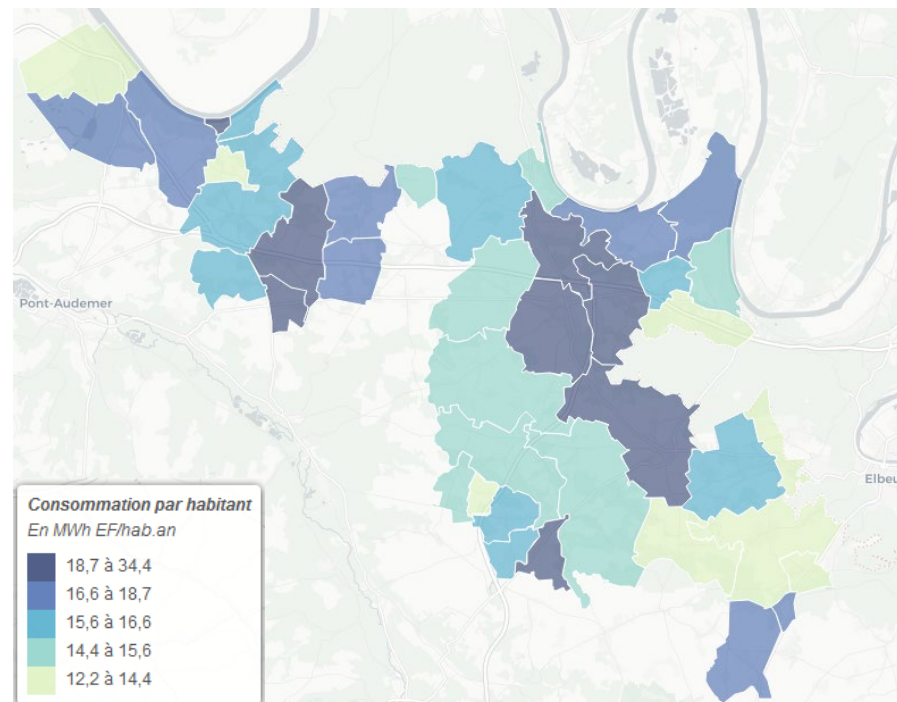 Pont-Audemer
Elbeu
Consommation par habitant
En MWh EF/hab.an
18,7 à 34,4
16,6 à 18,7
15,6 à 16,6
14,4 à 15,6
12,2 à 14,4